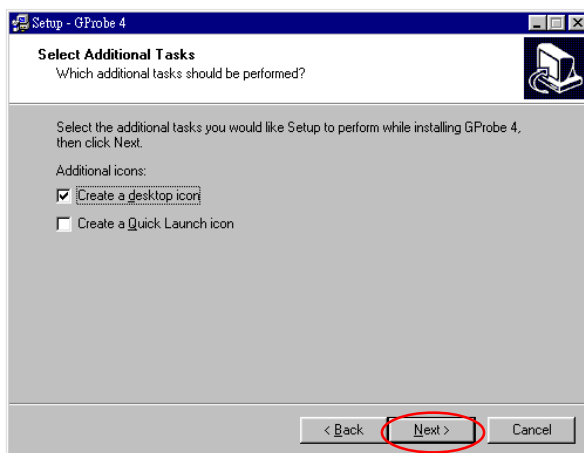 Setup - GProbe 4
Select Additional Tasks
Which additional tasks should be performed?
Select the additional tasks you would like Setup to perform while installing GProbe 4,
then click Next.
Additional icons:
Create a desktop icon
Create a Quick Launch icon
< Back
Next >
Cancel